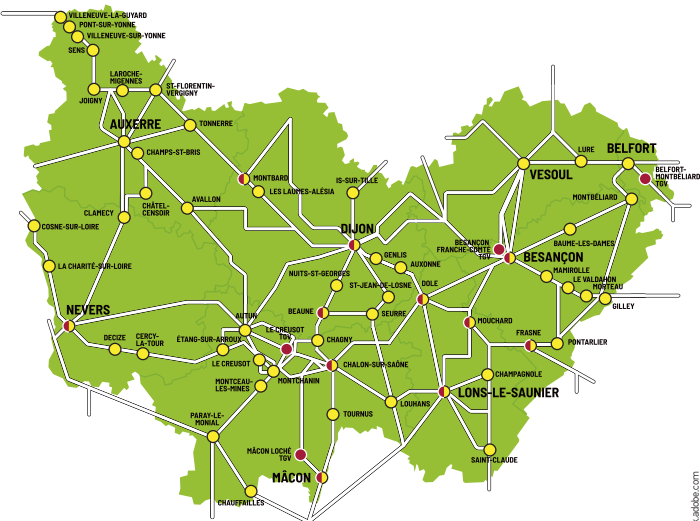 VILLENEUVE-LA-GUYARD
PONT-SUR-YONNE
VILLENEUVE-SUR-YONNE
SENS
LAROCHE-
MIGENNES
ST-FLORENTIN-
VERGIGNY
JOIGNY
AUXERRE
TONNERRE
CHAMPS-ST-BRIS
MONTBARD
LES LAUMES-ALÉSIA
IS-SUR-TILLE
LURE
BELFORT
VESOUL
BELFORT-
MONTBÉLIARD
TGV
MONTBÉLIARD
CHÂTEL-
CENSOIR
AVALLON
CLAMECY
COSNE-SUR-LOIRE
DIJON
BAUME-LES-DAMES
BESANÇON
FRANCHE-COMTÉ
TGV
BESANÇON
GENLIS
AUXONNE
LA CHARITÉ-SUR-LOIRE
NUITS-ST-GEORGES
ST-JEAN-DE-LOSNE
DOLE
MAMIROLLE
LE VALDAHON
MORTEAU
GILLEY
NEVERS
AUTUN
BEAUNE
SEURRE
MOUCHARD
LE CREUSOT
TGV
DECIZE
CERCY-
LA-TOUR
ÉTANG-SUR-ARROUX
CHAGNY
FRASNE
PONTARLIER
LE CREUSOT
CHALON-SUR-SAÔNE
MONTCHANIN
MONTCEAU-
LES-MINES
CHAMPAGNOLE
LONS-LE-SAUNIER
LOUHANS
PARAY-LE-
MONIAL
TOURNUS
MÂCON LOCHÉ
TGV
SAINT-CLAUDE
MÂCON
CHAUFFAILLES
.adobe.com